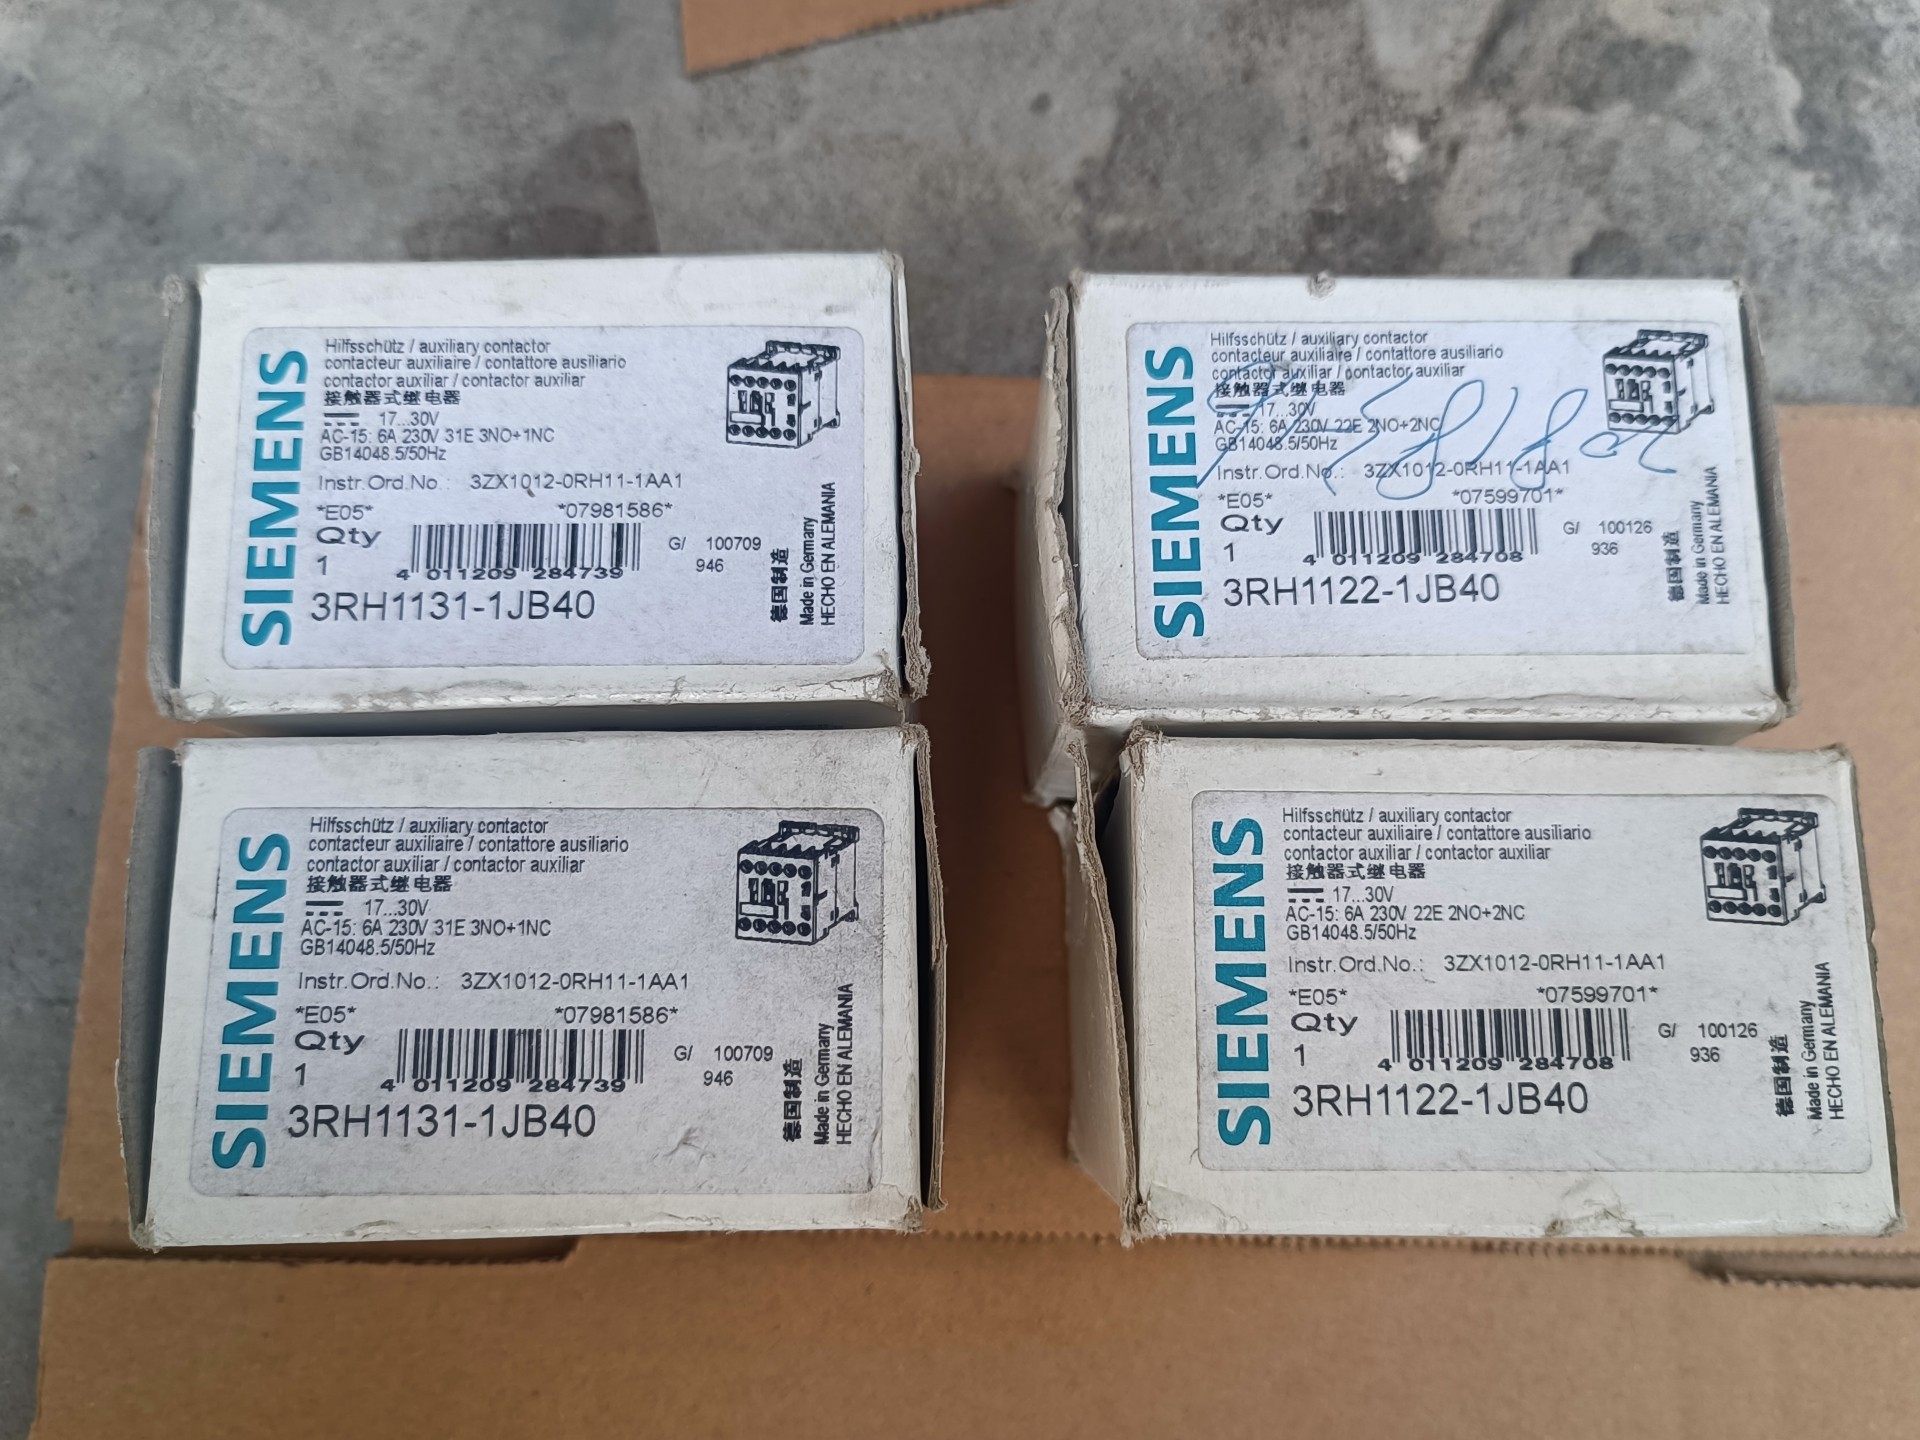 SIEMENS
Hilfsschütz / auxiliary contactor
contacteur auxiliaire / contattore ausiliario
contactor auxiliar / contactor auxiliar
接触器式继电器
17...30V
AC-15: 6A 230V 31E 3NO+1NC
GB14048.5/50Hz
Instr.Ord.No.: 3ZX1012-0RH11-1AA1
*E05* *07981586*
Qty
1
4 011209 284739
G/ 100709
946
3RH1131-1JB40
德国制造
Made in Germany
HECHO EN ALEMANIA
SIEMENS
Hilfsschütz / auxiliary contactor
contacteur auxiliaire / contattore ausiliario
contactor auxiliar / contactor auxiliar
接触器式继电器
17...30V
AC-15: 6A 230V 22E 2NO+2NC
GB14048.5/50Hz
Instr.Ord.No.: 3ZX1012-0RH11-1AA1
*E05* *07599701*
Qty
1
4 011209 284708
G/ 100126
936
3RH1122-1JB40
德国制造
Made in Germany
HECHO EN ALEMANIA
SIEMENS
Hilfsschütz / auxiliary contactor
contacteur auxiliaire / contattore ausiliario
contactor auxiliar / contactor auxiliar
接触器式继电器
17...30V
AC-15: 6A 230V 31E 3NO+1NC
GB14048.5/50Hz
Instr.Ord.No.: 3ZX1012-0RH11-1AA1
*E05* *07981586*
Qty
1
4 011209 284739
G/ 100709
946
3RH1131-1JB40
德国制造
Made in Germany
HECHO EN ALEMANIA
SIEMENS
Hilfsschütz / auxiliary contactor
contacteur auxiliaire / contattore ausiliario
contactor auxiliar / contactor auxiliar
接触器式继电器
17...30V
AC-15: 6A 230V 22E 2NO+2NC
GB14048.5/50Hz
Instr.Ord.No.: 3ZX1012-0RH11-1AA1
*E05* *07599701*
Qty
1
4 011209 284708
G/ 100126
936
3RH1122-1JB40
德国制造
Made in Germany
HECHO EN ALEMANIA